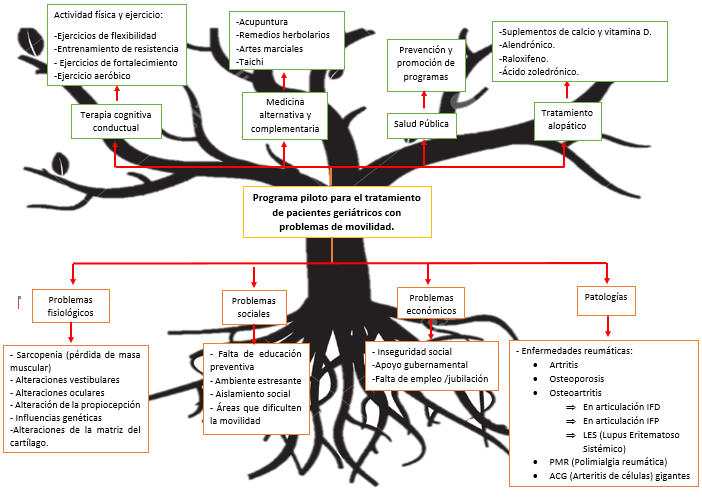 Actividad física y ejercicio:
-Ejercicios de flexibilidad
-Entrenamiento de resistencia
- Ejercicios de fortalecimiento
-Ejercicio aeróbico
-Acupuntura
-Remedios herbolarios
-Artes marciales
-Taichi
Prevención y
promoción de
programas
-Suplementos de calcio y vitamina D.
-Alendrónico.
-Raloxifeno.
-Ácido zoledrónico.
Terapia cognitiva
conductual
Medicina
alternativa y
complementaria
Salud Pública
Tratamiento
alopático
Programa piloto para el tratamiento
de pacientes geriátricos con
problemas de movilidad.
Problemas
fisiológicos
Problemas
sociales
Problemas
económicos
Patologías
- Sarcopenia (pérdida de masa
muscular)
- Alteraciones vestibulares
- Alteraciones oculares
- Alteración de la propiocepción
- Influencias genéticas
-Alteraciones de la matriz del
cartílago.
- Falta de educación
preventiva
- Ambiente estresante
- Aislamiento social
- Áreas que dificulten
la movilidad
- Inseguridad social
-Apoyo gubernamental
-Falta de empleo /jubilación
- Enfermedades reumáticas:
• Artritis
• Osteoporosis
• Osteoartritis
⇒ En articulación IFD
⇒ En articulación IFP
⇒ LES (Lupus Eritematoso
Sistémico)
• PMR (Polimialgia reumática)
• ACG (Arteritis de células) gigantes